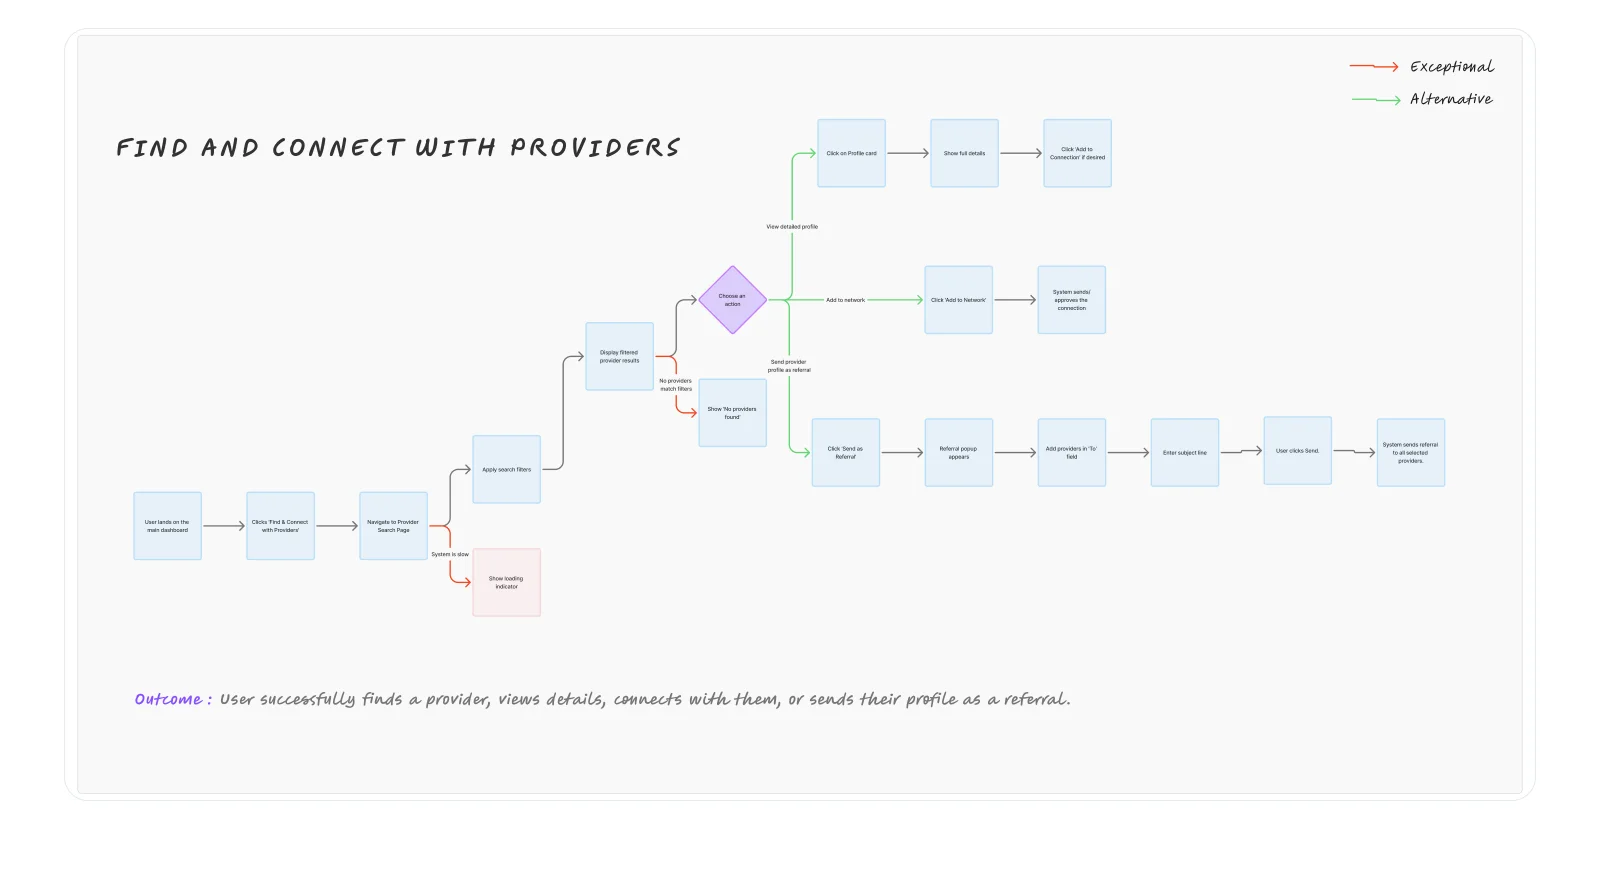 Exceptional
Alternative
FIND AND CONNECT WITH PROVIDERS
Click on Profile card
Show full details
Click 'Add to
Connection' if desired
View detailed profile
Choose an
action
Add to network
Click 'Add to Network'
System sends/
approves the
connection
Display filtered
provider results
No providers
match filters
Show 'No providers
found'
Send provider
profile as referral
Click 'Send as
Referral'
Referral popup
appears
Add providers in 'To'
field
Enter subject line
User clicks Send.
System sends referral
to all selected
providers.
Apply search filters
User lands on the
main dashboard
Clicks 'Find & Connect
with Providers'
Navigate to Provider
Search Page
System is slow
Show loading
indicator
Outcome : User successfully finds a provider, views details, connects with them, or sends their profile as a referral.